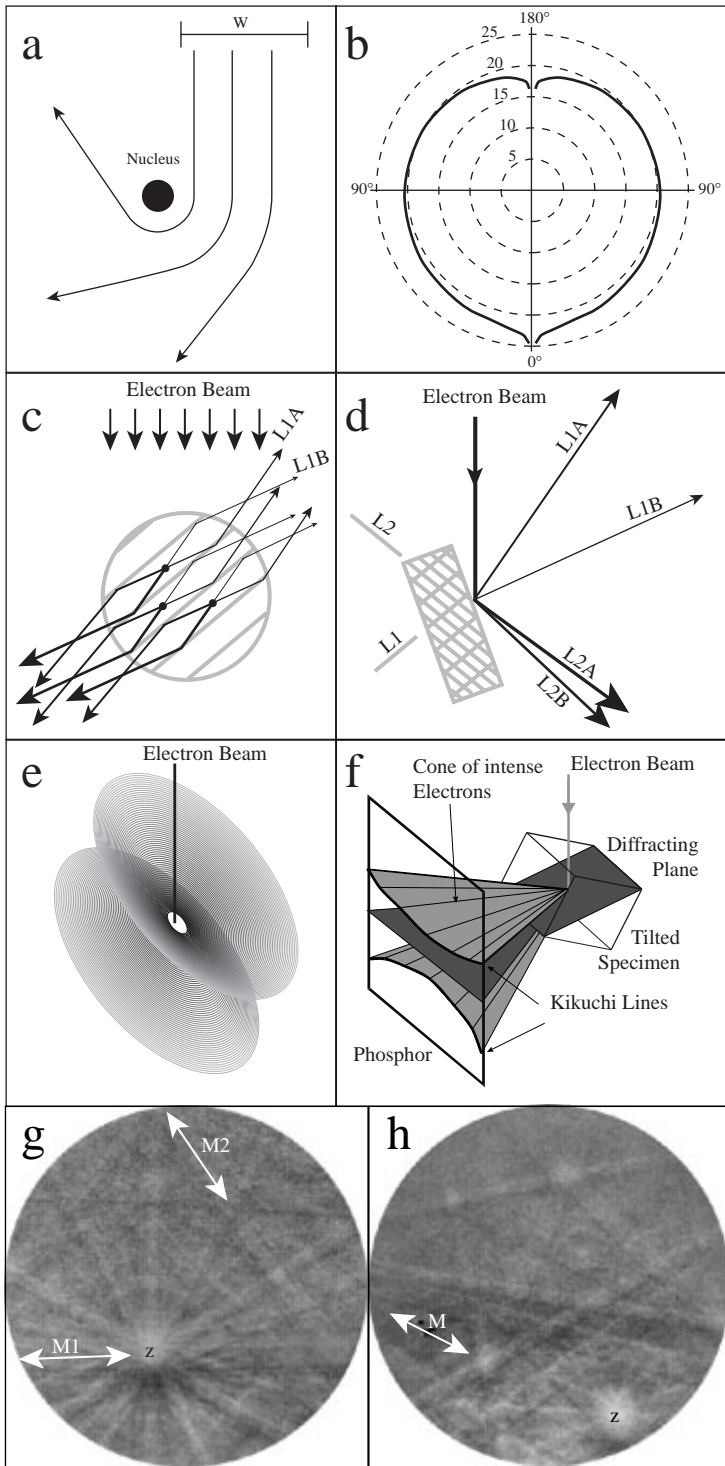 a
W
Nucleus
b
180°
25
20
15
10
5
90°
90°
0°
c
Electron Beam
L1A
L1B
d
Electron Beam
L1A
L1B
L2
L1
L2A
L2B
e
Electron Beam
f
Cone of intense
Electrons
Electron Beam
Diffracting
Plane
Tilted
Specimen
Kikuchi Lines
Phosphor
g
M2
M1
z
h
M
z